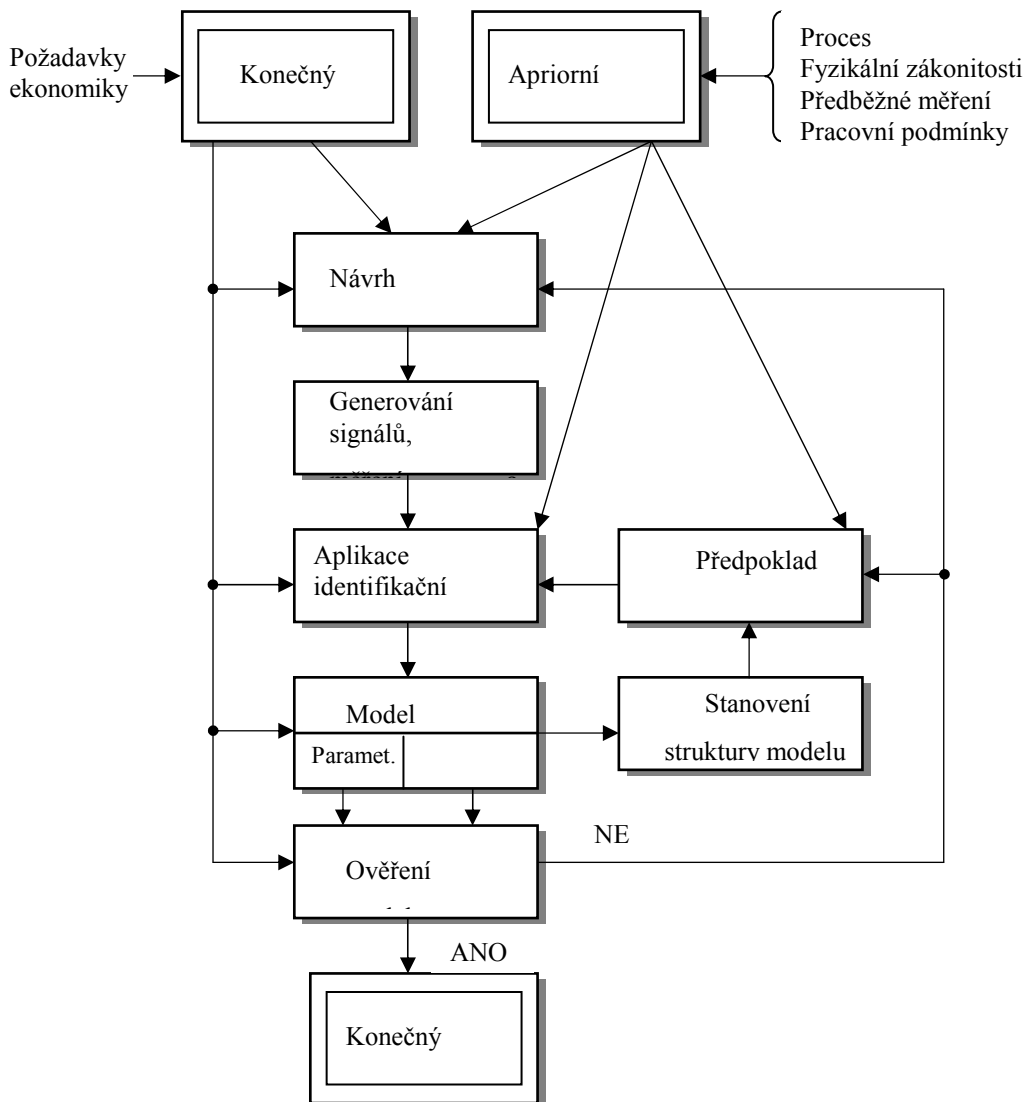 Požadavky
ekonomiky
Konečný
Apriorní
Proces
Fyzikální zákonitosti
Předběžné měření
Pracovní podmínky
Návrh
Generování
signálů,
Aplikace
identifikační
Předpoklad
Model
Paramet.
Stanovení
struktury modelu
Ověření
NE
ANO
Konečný